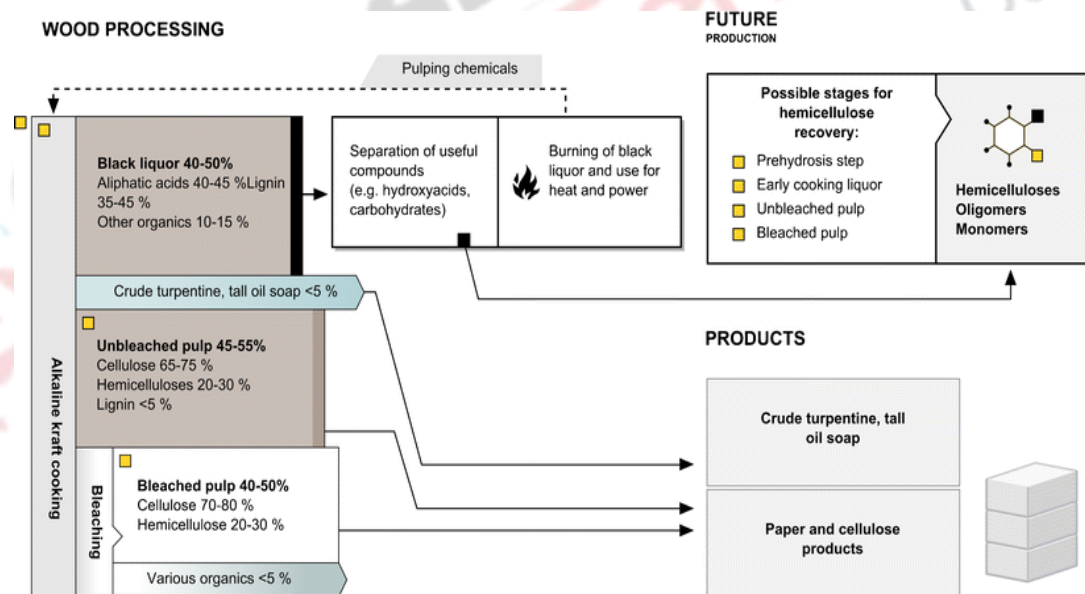 WOOD PROCESSING
FUTURE
PRODUCTION
Pulping chemicals
Black liquor 40-50%
Aliphatic acids 40-45 %Lignin
35-45 %
Other organics 10-15 %
Separation of useful
compounds
(e.g. hydroxyacids,
carbohydrates)
Burning of black
liquor and use for
heat and power
Possible stages for
hemicellulose
recovery:
Prehydrosis step
Early cooking liquor
Unbleached pulp
Bleached pulp
Hemicelluloses
Oligomers
Monomers
Crude turpentine, tall oil soap <5 %
Alkaline kraft cooking
Unbleached pulp 45-55%
Cellulose 65-75 %
Hemicelluloses 20-30 %
Lignin <5 %
Bleaching
Bleached pulp 40-50%
Cellulose 70-80 %
Hemicellulose 20-30 %
Various organics <5 %
PRODUCTS
Crude turpentine, tall
oil soap
Paper and cellulose
products